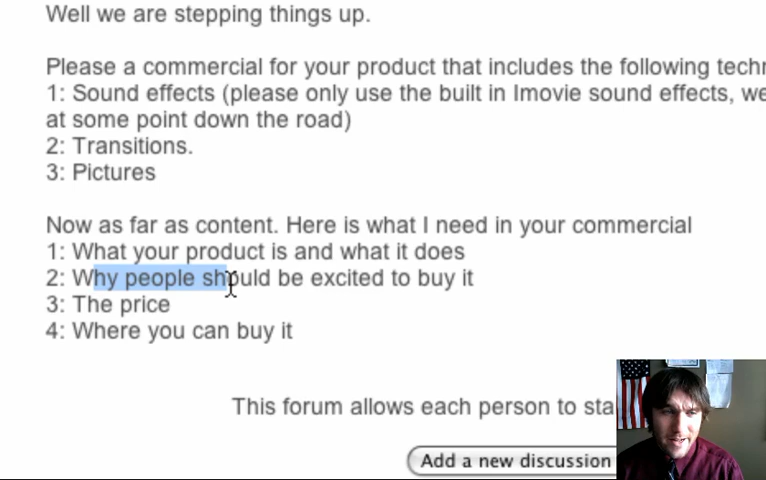 Well we are stepping things up.
Please a commercial for your product that includes the following
1: Sound effects (please only use the built in Imovie sound effects, we
at some point down the road)
2: Transitions.
3: Pictures
Now as far as content. Here is what I need in your commercial
1: What your product is and what it does
2: Why people should be excited to buy it
3: The price
4: Where you can buy it
This forum allows each person to
Add a new discussion